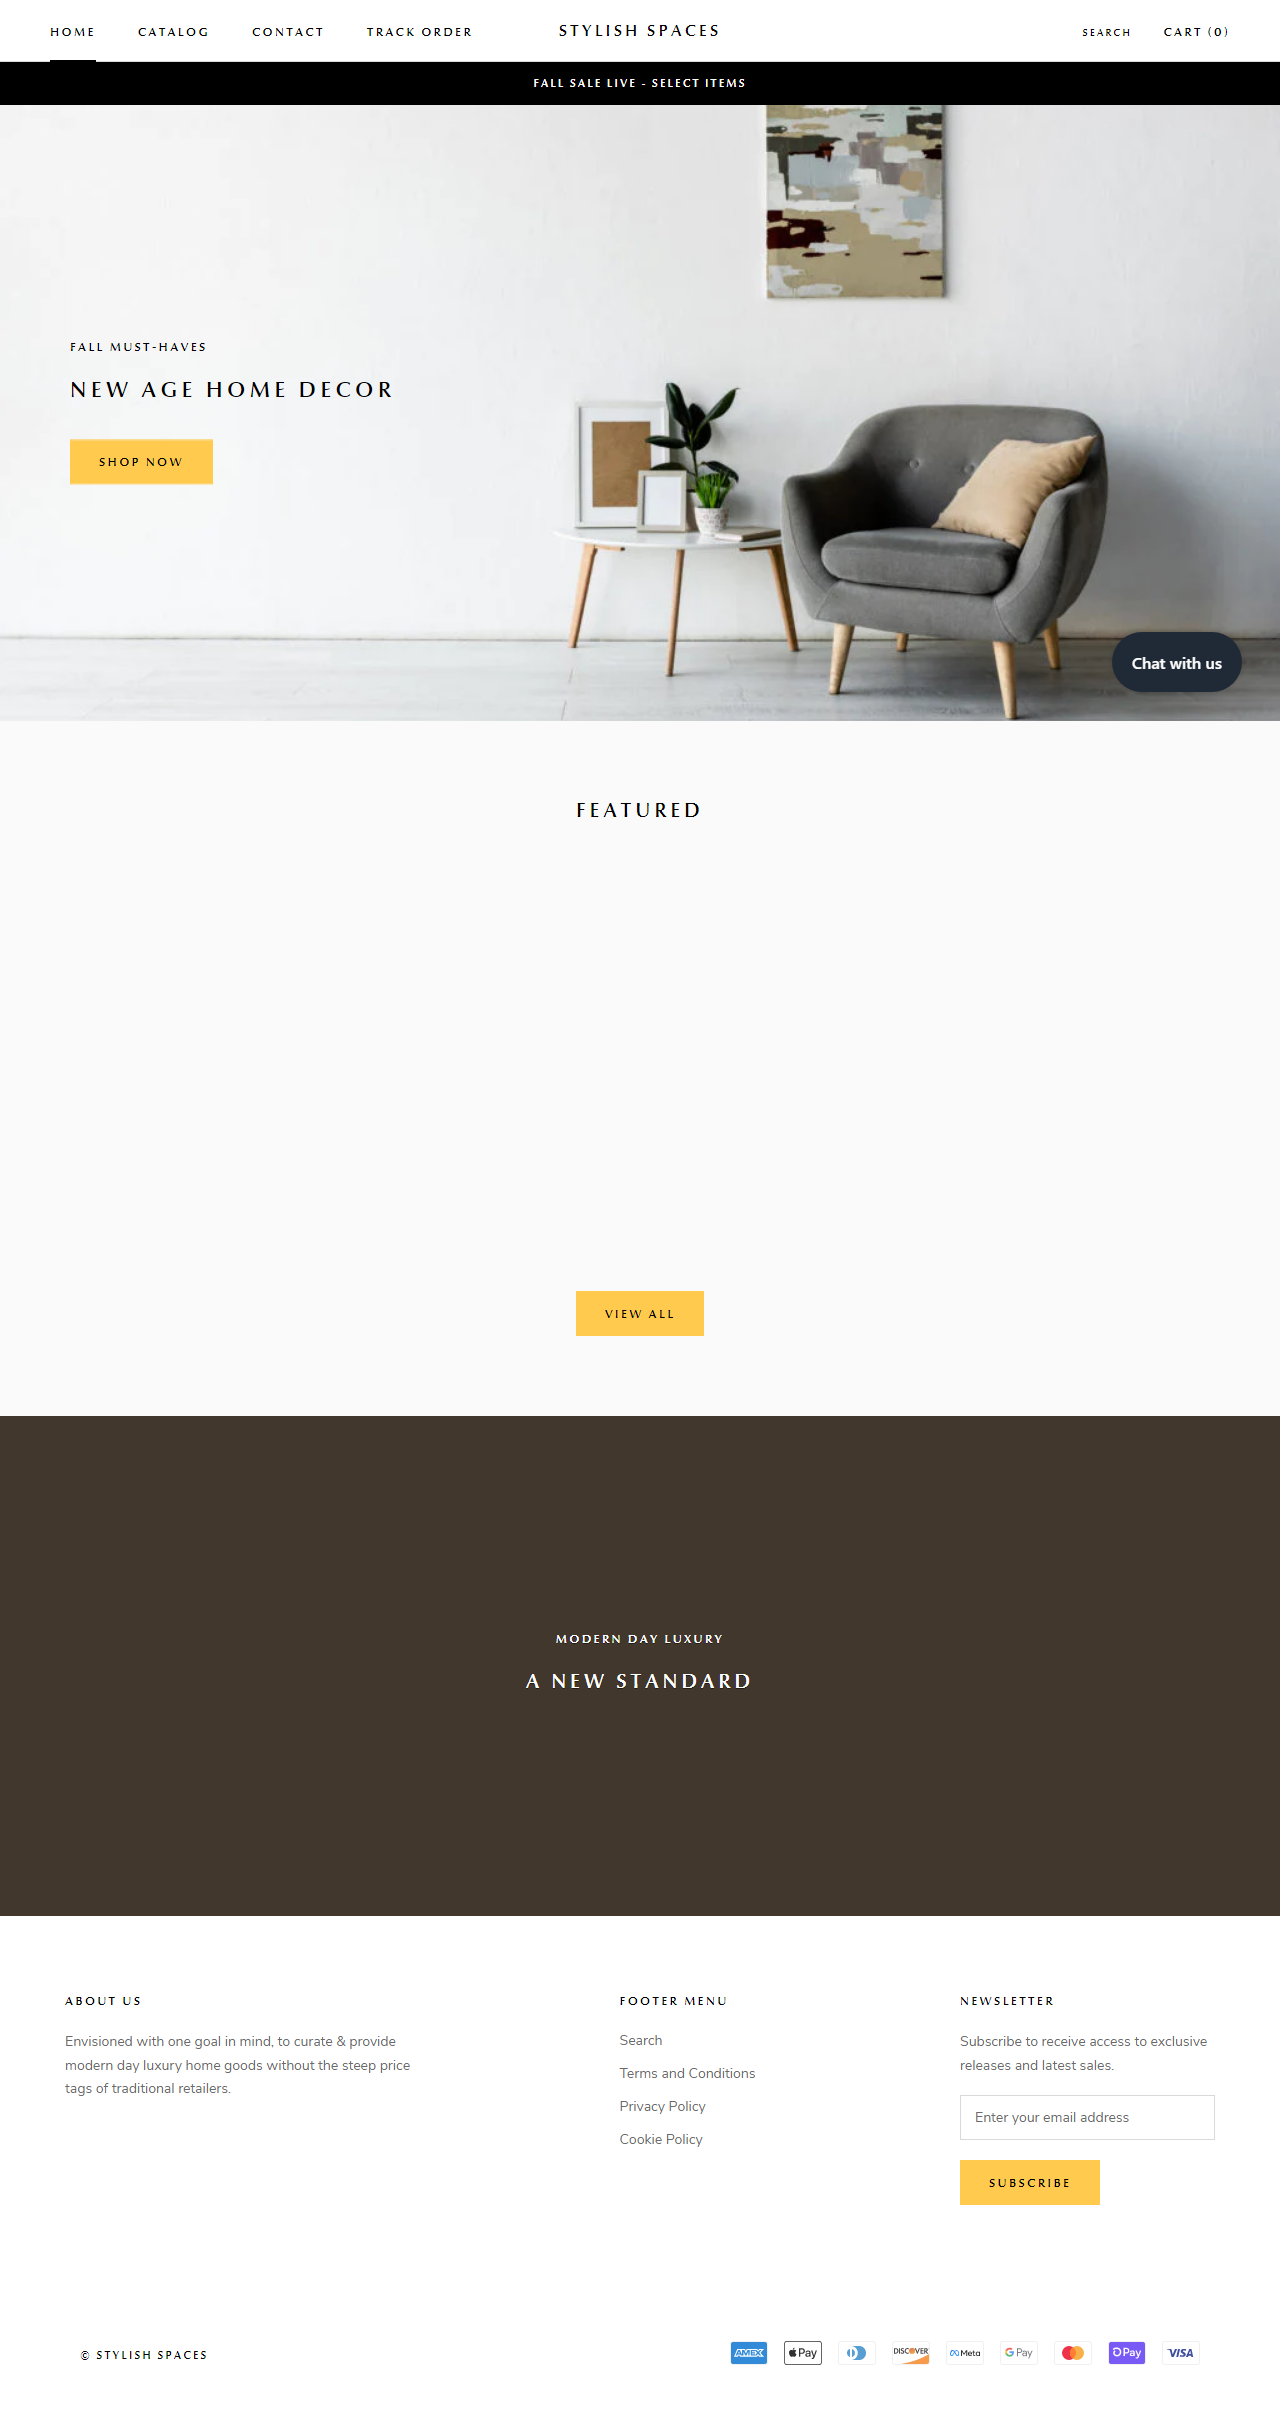 HOME CATALOG CONTACT TRACK ORDER STYLISH SPACES SEARCH CART (0)
FALL SALE LIVE - SELECT ITEMS
FALL MUST-HAVES
NEW AGE HOME DECOR
SHOP NOW
Chat with us
FEATURED
VIEW ALL
MODERN DAY LUXURY
A NEW STANDARD
ABOUT US
Envisioned with one goal in mind, to curate & provide
modern day luxury home goods without the steep price
tags of traditional retailers.
FOOTER MENU
Search
Terms and Conditions
Privacy Policy
Cookie Policy
NEWSLETTER
Subscribe to receive access to exclusive
releases and latest sales.
Enter your email address
SUBSCRIBE
© STYLISH SPACES
AMEX Pay DISCOVER Meta G Pay Pay VISA